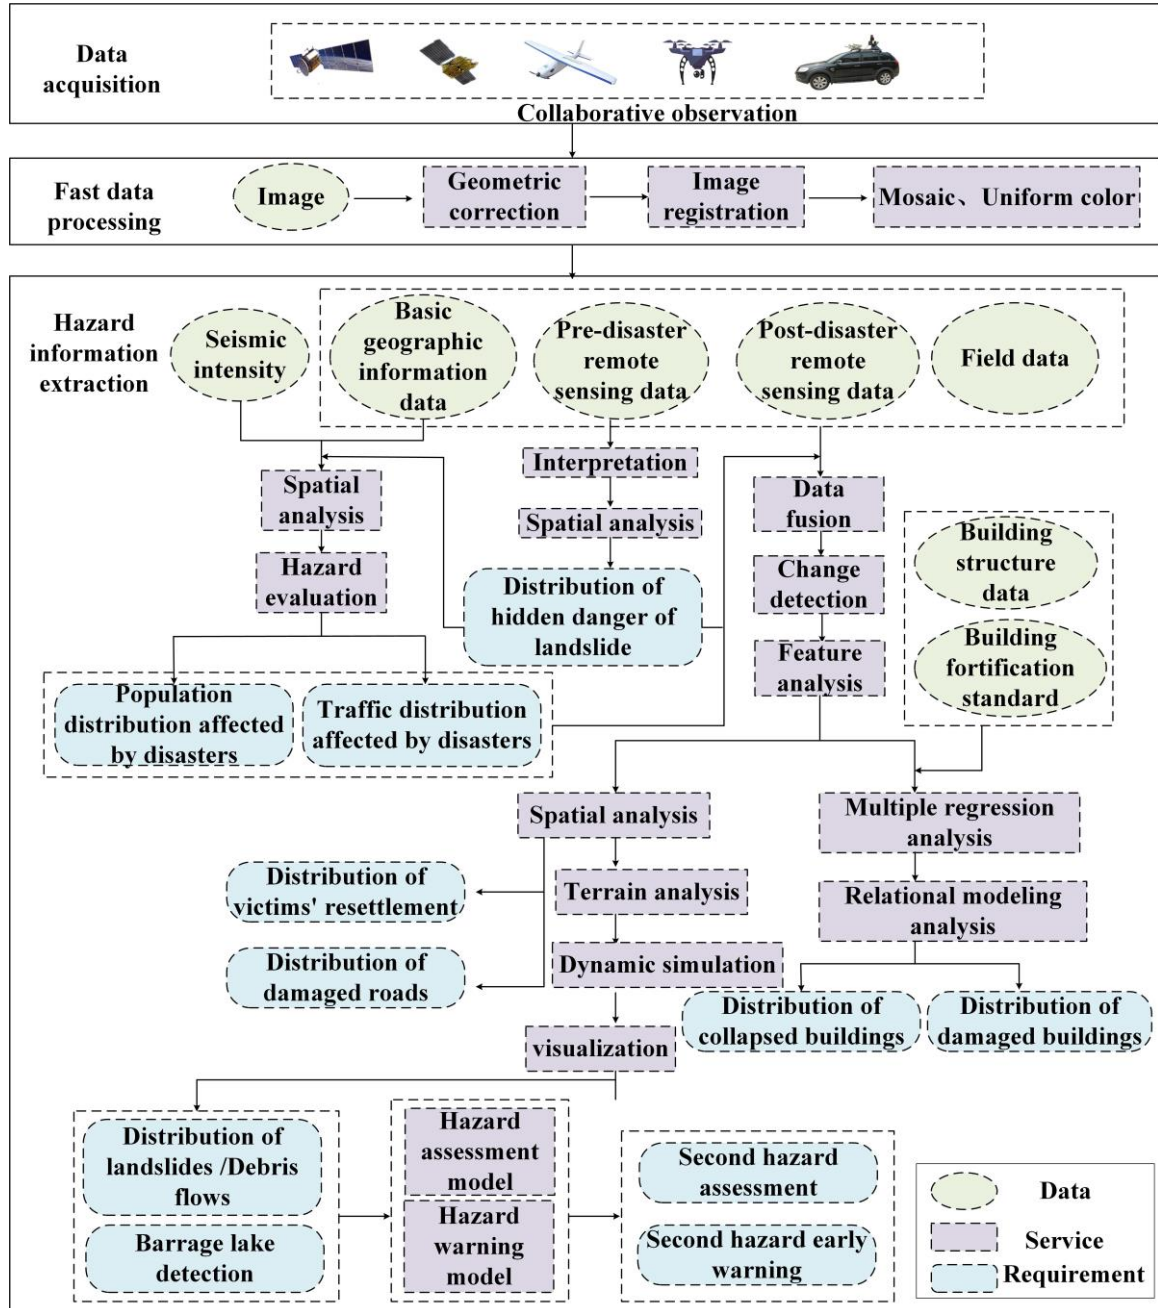 Data
acquisition
Collaborative observation
Fast data
processing
Image
Geometric
correction
Image
registration
Mosaic、Uniform color
Hazard
information
extraction
Seismic
intensity
Basic
geographic
information
data
Pre-disaster
remote
sensing data
Post-disaster
remote
sensing data
Field data
Spatial
analysis
Hazard
evaluation
Interpretation
Spatial analysis
Distribution of
hidden danger of
landslide
Data
fusion
Change
detection
Feature
analysis
Building
structure
data
Building
fortification
standard
Population
distribution affected
by disasters
Traffic distribution
affected by disasters
Spatial analysis
Terrain analysis
Dynamic simulation
visualization
Distribution of
victims' resettlement
Distribution of
damaged roads
Multiple regression
analysis
Relational modeling
analysis
Distribution of
collapsed buildings
Distribution of
damaged buildings
Distribution of
landslides /Debris
flows
Barrage lake
detection
Hazard
assessment
model
Hazard
warning
model
Second hazard
assessment
Second hazard early
warning
Data
Service
Requirement